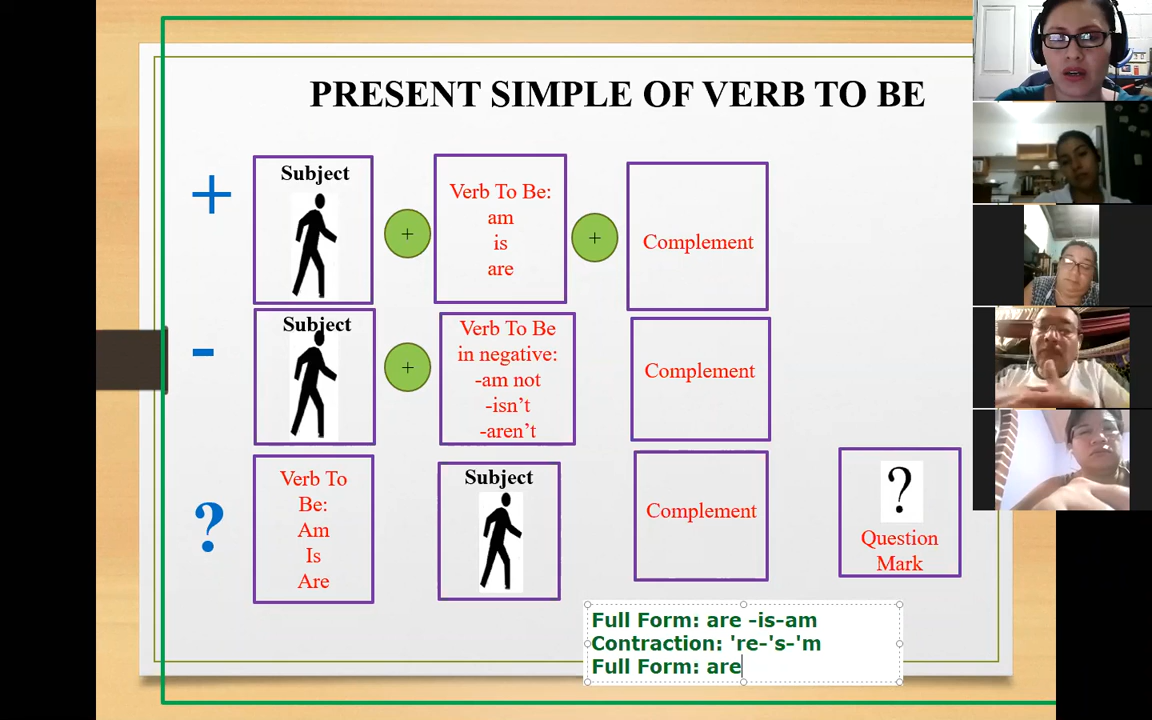 PRESENT SIMPLE OF VERB TO BE
+
Subject
+
Verb To Be:
am
is
are
+
Complement
-
Subject
+
Verb To Be
in negative:
-am not
-isn’t
-aren’t
Complement
?
Verb To
Be:
Am
Is
Are
Subject
Complement
?
Question
Mark
Full Form: are -is-am
Contraction: 're-'s-'m
Full Form: are